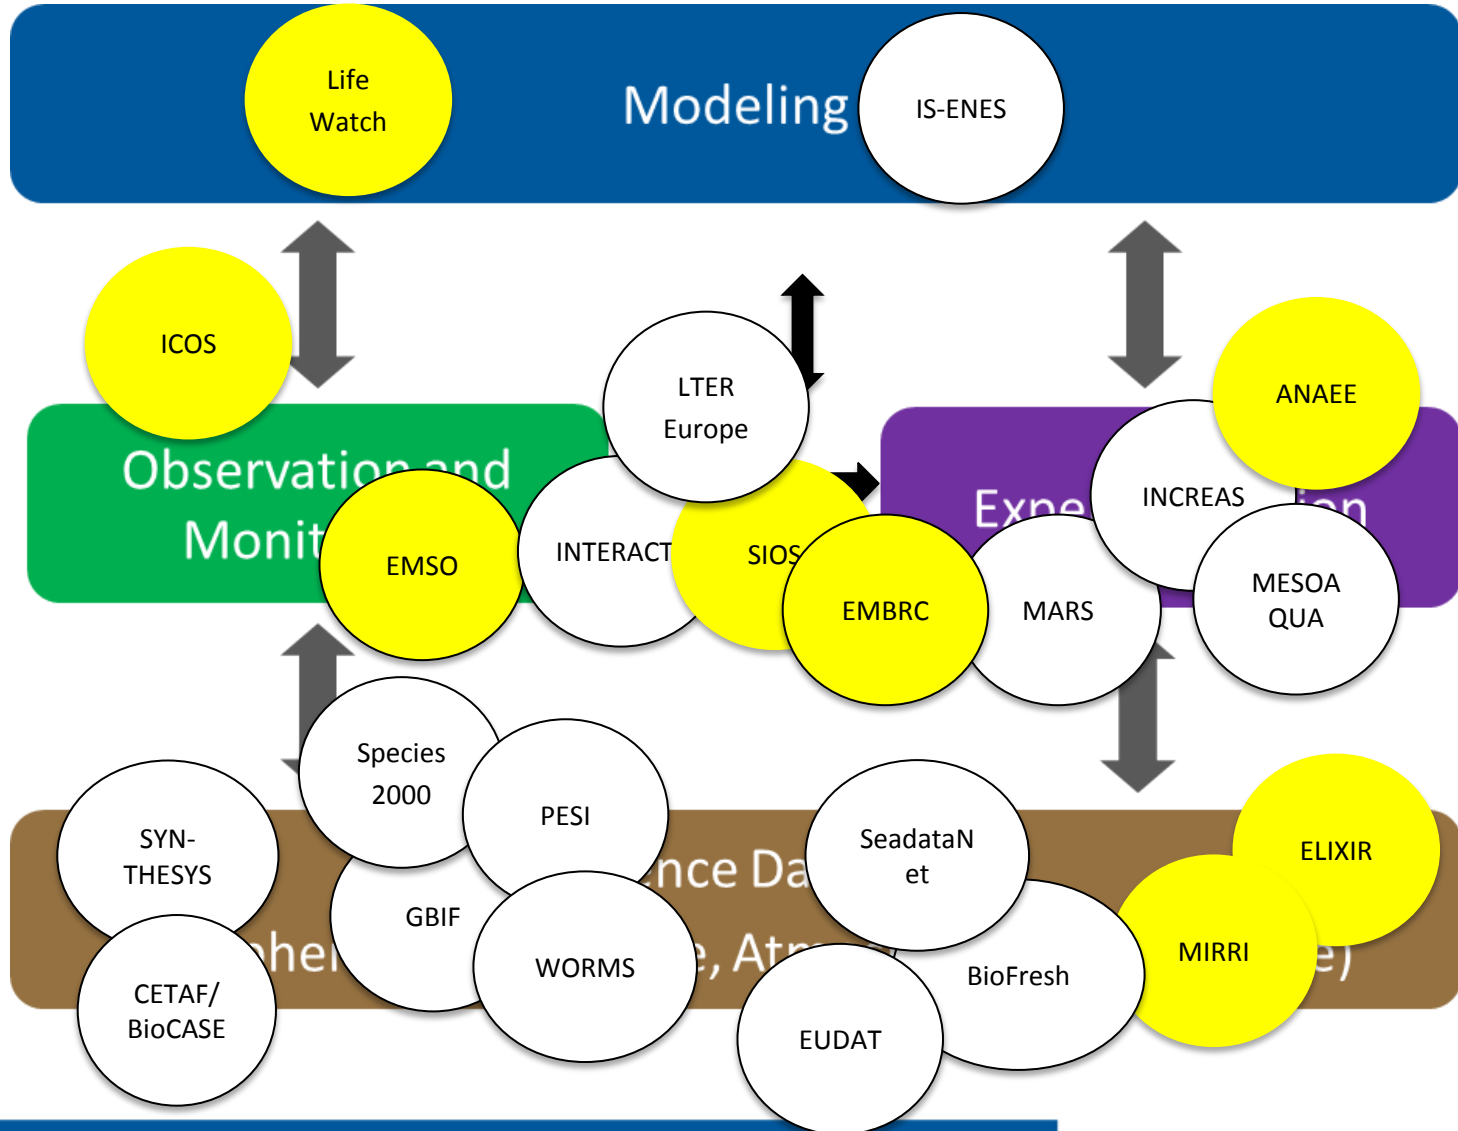 Life
Watch
Modeling
IS-ENES
ICOS
LTER
Europe
ANAEE
Observation and
INCREAS
EMSO
INTERACT
SIOS
EMBRC
MARS
MESOA
QUA
Species
2000
PESI
SYN-
THESYS
SeadataN
et
ELIXIR
GBIF
WORMS
MIRRI
BioFresh
CETAF/
BioCASE
EUDAT